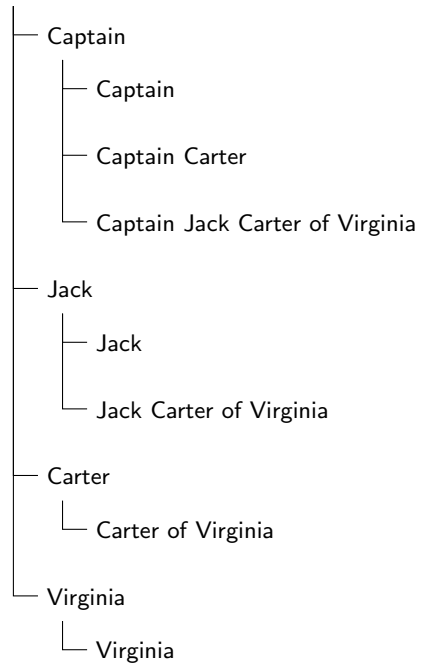 Captain
Captain
Captain Carter
Captain Jack Carter of Virginia
Jack
Jack
Jack Carter of Virginia
Carter
Carter of Virginia
Virginia
Virginia